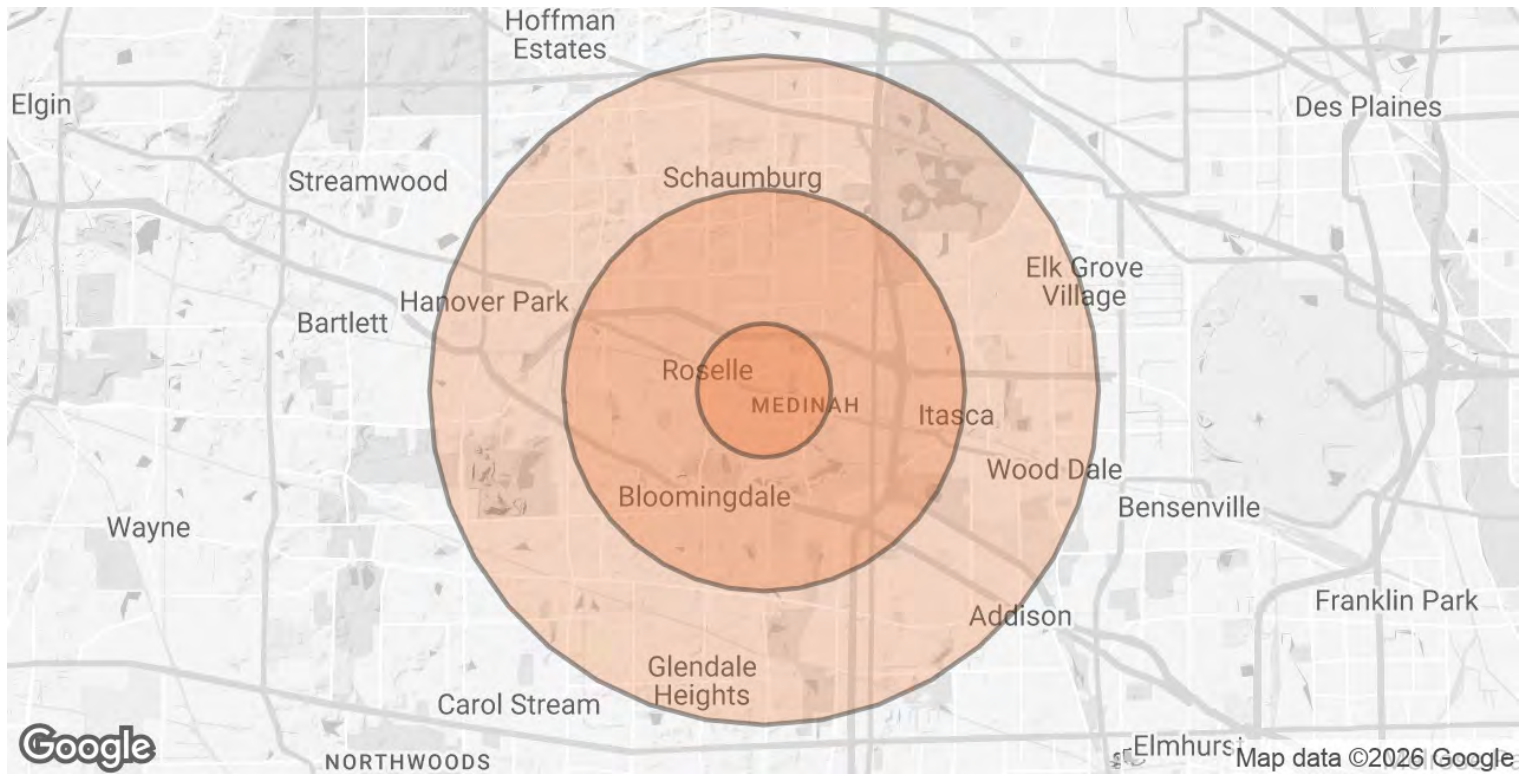 Hoffman
Estates
Elgin
Des Plaines
Streamwood
Schaumburg
Elk Grove
Village
Hanover Park
Bartlett
Roselle
MEDINAH
Itasca
Wood Dale
Bloomingdale
Bensenville
Wayne
Franklin Park
Addison
Glendale
Heights
Carol Stream
Google
NORTHWOODS
Elmhurst
Map data ©2026 Google